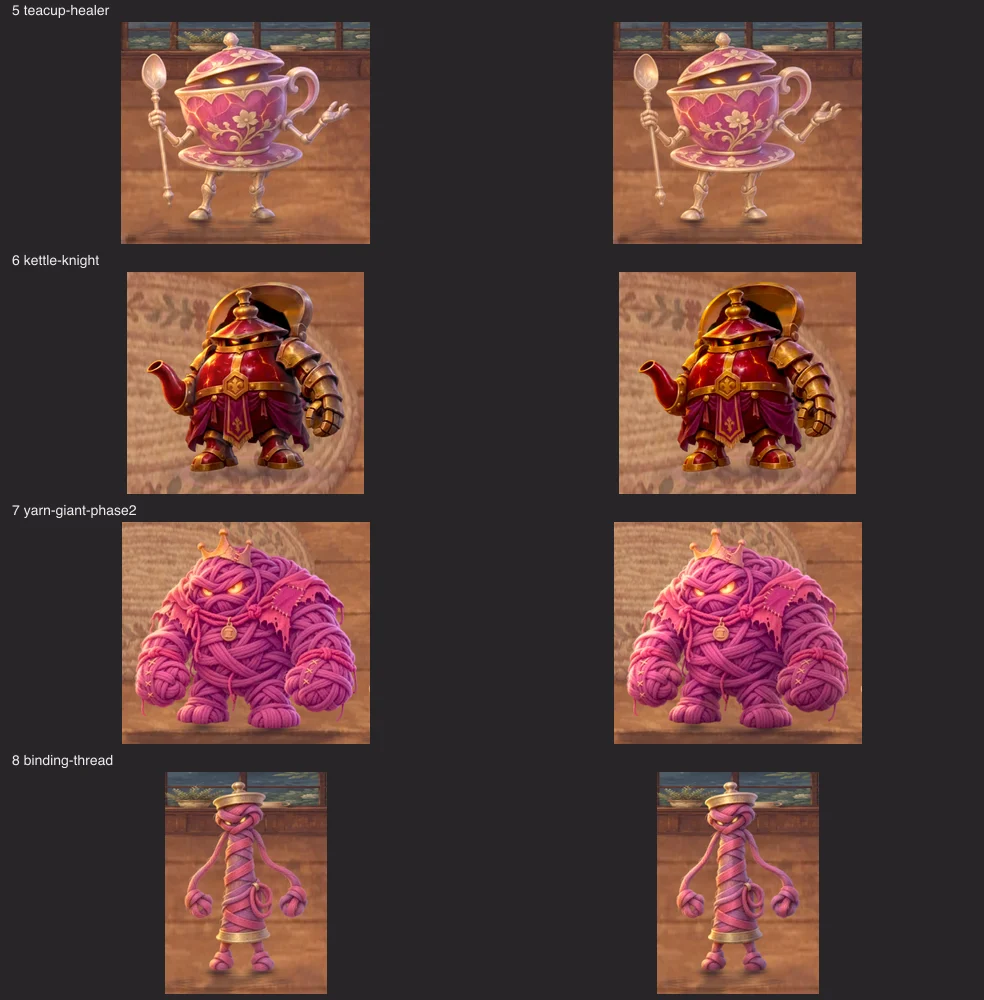 5 teacup-healer
6 kettle-knight
7 yarn-giant-phase2
8 binding-thread